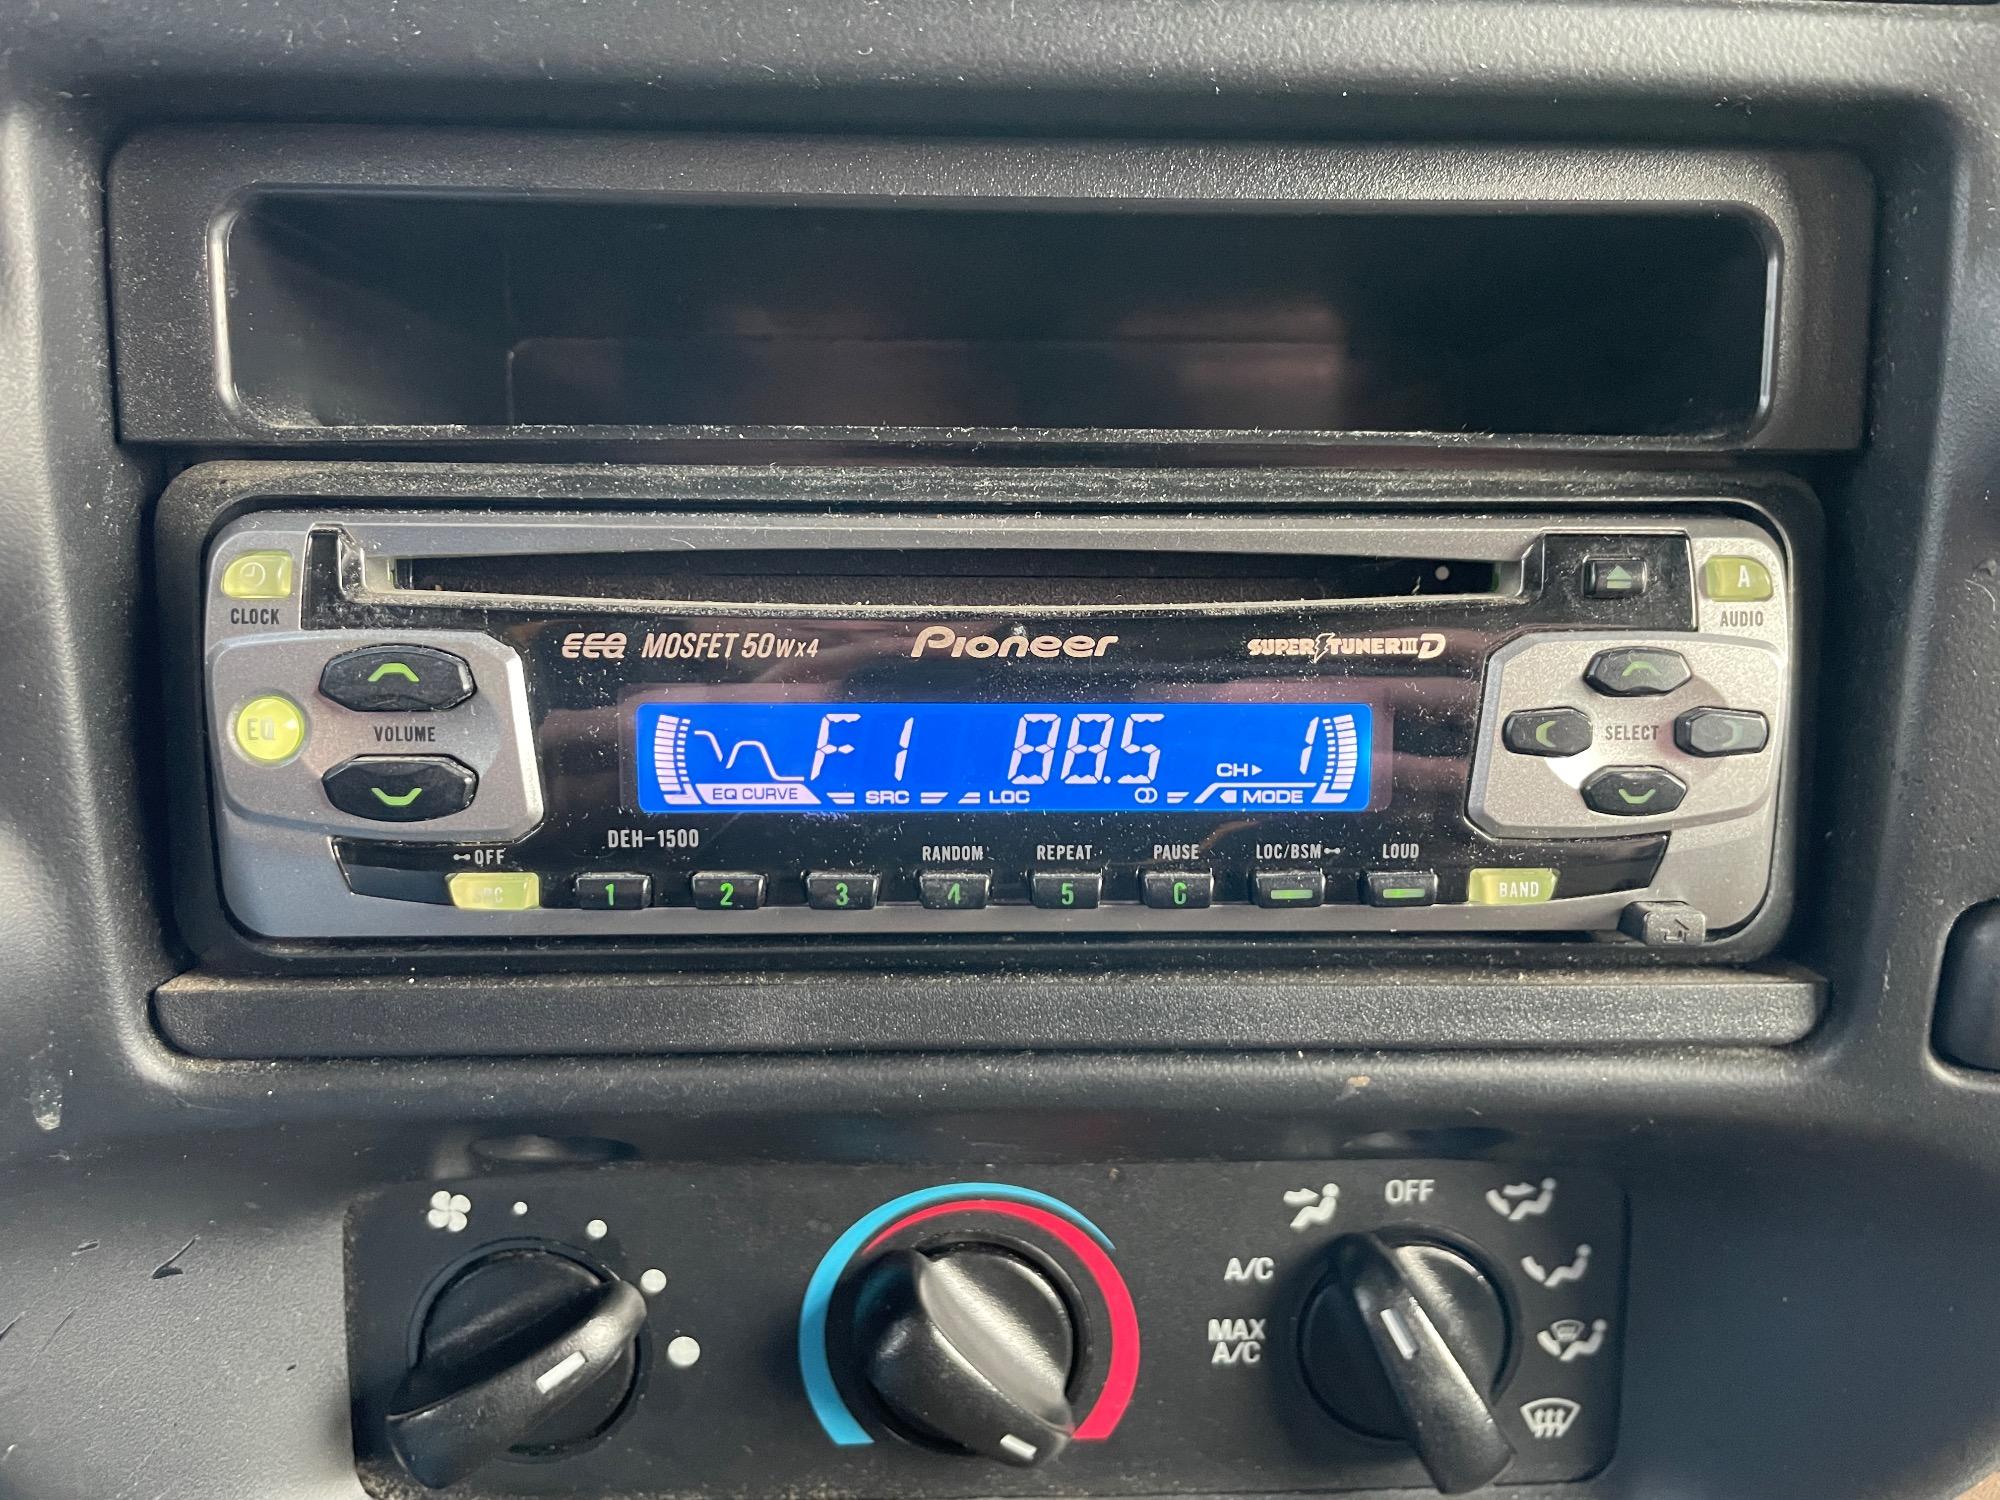 CLOCK
A
AUDIO
EEQ MOSFET 50W×4 Pioneer SUPER TUNER III D
EQ
VOLUME
SELECT
F1 88.5 CH 1
EQ CURVE SRC LOC MODE
DEH-1500
OFF RANDOM REPEAT PAUSE LOC/BSM LOUD
SRC 1 2 3 4 5 6 BAND
OFF
A/C
MAX
A/C